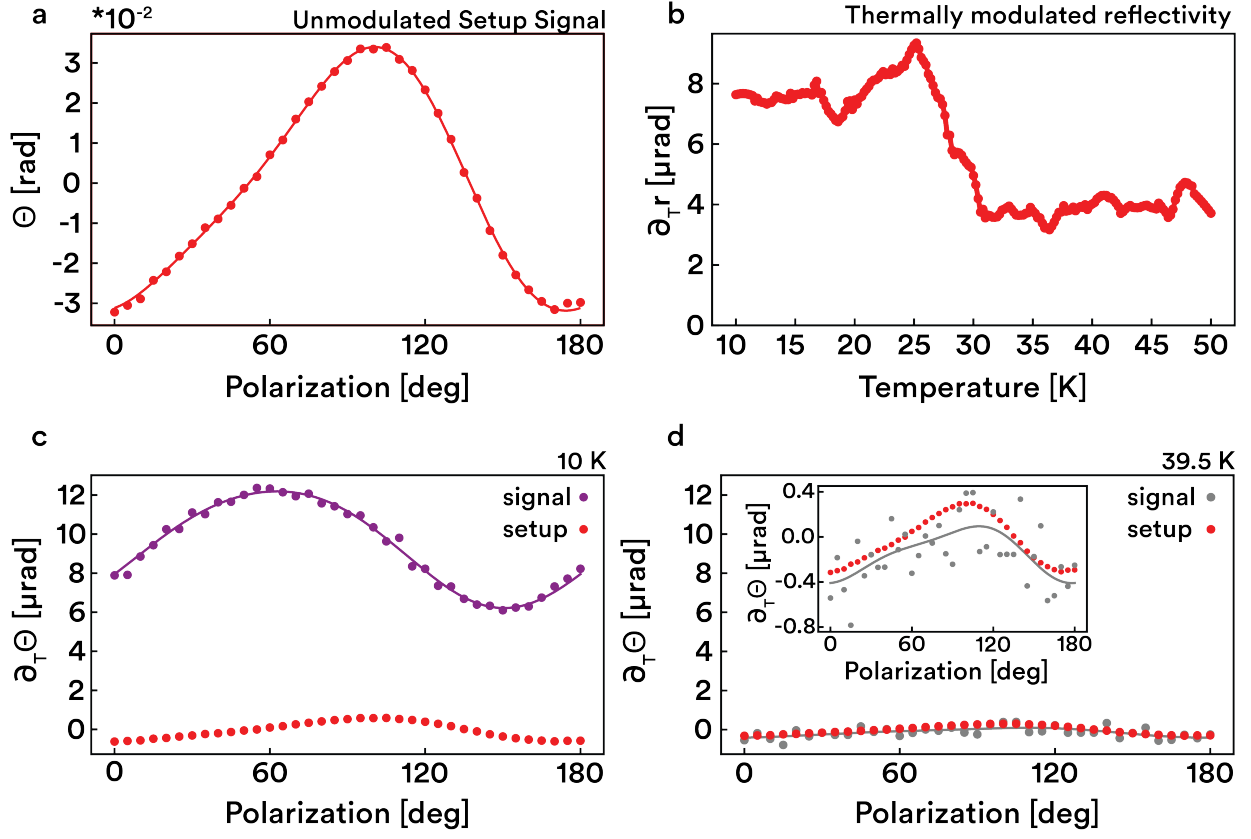 a
*10⁻²
Unmodulated Setup Signal
3
2
1
0
-1
-2
-3
Θ [rad]
0
60
120
180
Polarization [deg]
b
Thermally modulated reflectivity
8
6
4
2
0
∂Tr [µrad]
10
15
20
25
30
35
40
45
50
Temperature [K]
c
10 K
12
10
8
6
4
2
0
∂TΘ [µrad]
signal
setup
0
60
120
180
Polarization [deg]
d
39.5 K
12
10
8
6
4
2
0
∂TΘ [µrad]
signal
setup
0.4
0.0
-0.4
-0.8
∂TΘ [µrad]
0
60
120
180
Polarization [deg]
0
60
120
180
Polarization [deg]